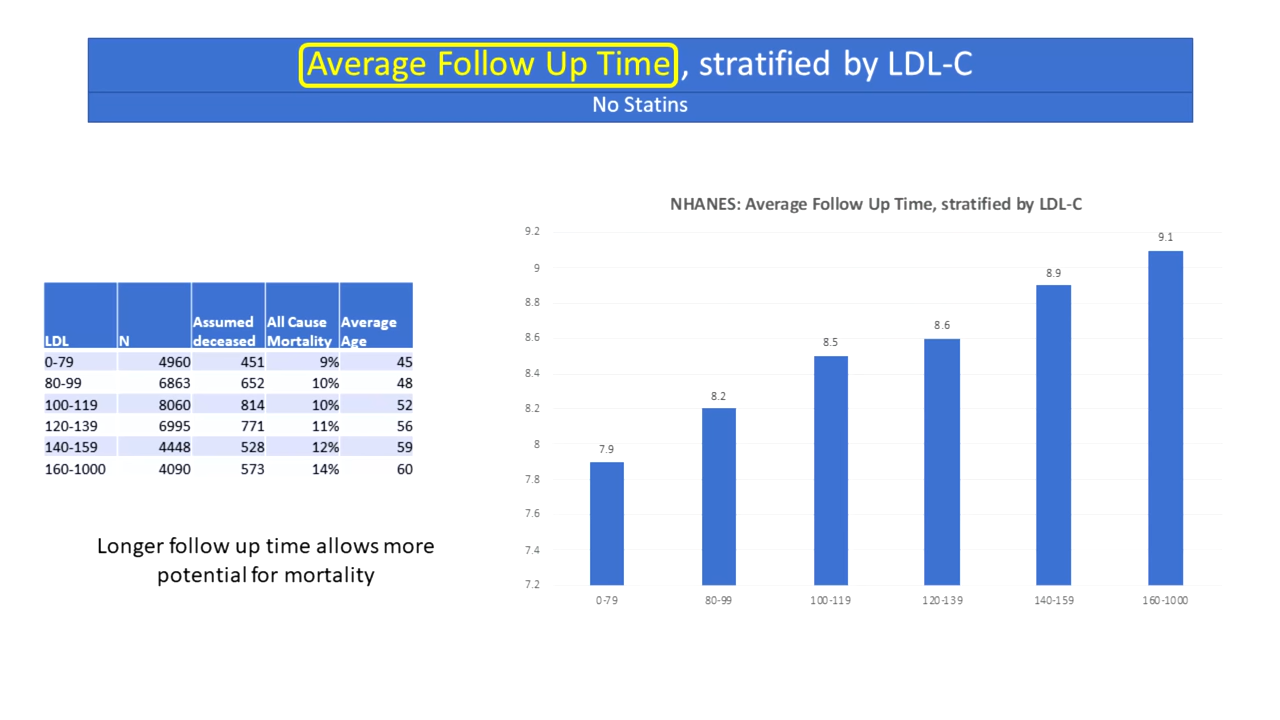 Average Follow Up Time, stratified by LDL-C
No Statins
LDL N Assumed deceased All Cause Mortality Average Age
0-79 4960 451 9% 45
80-99 6863 652 10% 48
100-119 8060 814 10% 52
120-139 6995 771 11% 56
140-159 4448 528 12% 59
160-1000 4090 573 14% 60
Longer follow up time allows more
potential for mortality
NHANES: Average Follow Up Time, stratified by LDL-C
9.2
9
8.8
8.6
8.4
8.2
8
7.8
7.6
7.4
7.2
7.9
8.2
8.5
8.6
8.9
9.1
0-79 80-99 100-119 120-139 140-159 160-1000